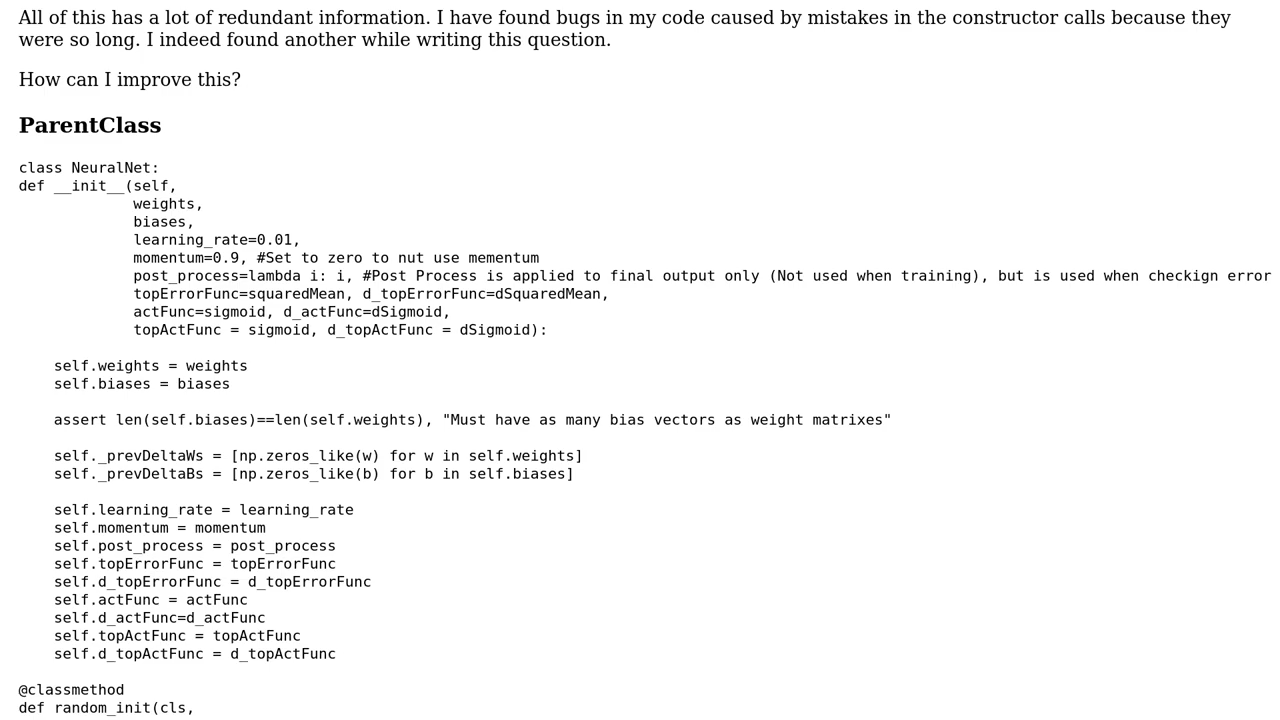 All of this has a lot of redundant information. I have found bugs in my code caused by mistakes in the constructor calls because they
were so long. I indeed found another while writing this question.
How can I improve this?
ParentClass
class NeuralNet:
def __init__(self,
weights,
biases,
learning_rate=0.01,
momentum=0.9, #Set to zero to nut use mementum
post_process=lambda i: i, #Post Process is applied to final output only (Not used when training), but is used when checkign error
topErrorFunc=squaredMean, d_topErrorFunc=dSquaredMean,
actFunc=sigmoid, d_actFunc=dSigmoid,
topActFunc = sigmoid, d_topActFunc = dSigmoid):
self.weights = weights
self.biases = biases
assert len(self.biases)==len(self.weights), "Must have as many bias vectors as weight matrixes"
self._prevDeltaWs = [np.zeros_like(w) for w in self.weights]
self._prevDeltaBs = [np.zeros_like(b) for b in self.biases]
self.learning_rate = learning_rate
self.momentum = momentum
self.post_process = post_process
self.topErrorFunc = topErrorFunc
self.d_topErrorFunc = d_topErrorFunc
self.actFunc = actFunc
self.d_actFunc=d_actFunc
self.topActFunc = topActFunc
self.d_topActFunc = d_topActFunc
@classmethod
def random_init(cls,